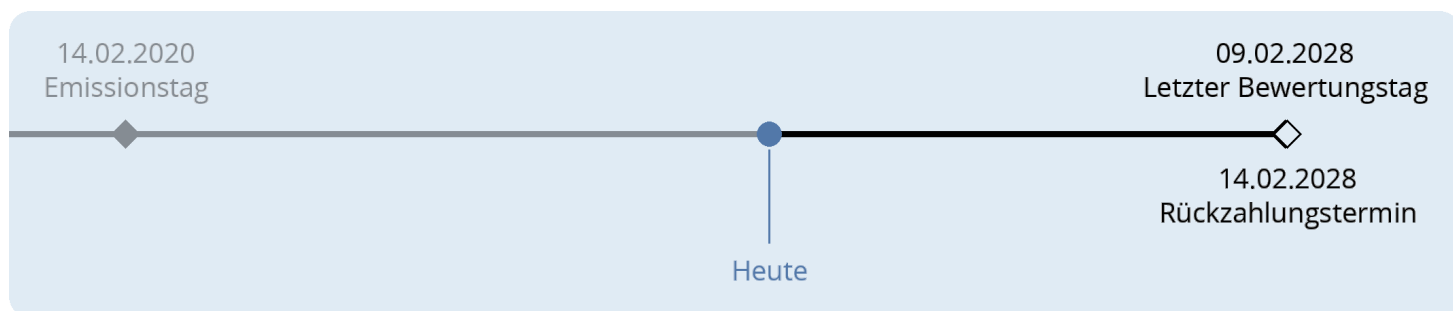 14.02.2020
Emissionstag
09.02.2028
Letzter Bewertungstag
14.02.2028
Rückzahlungstermin
Heute